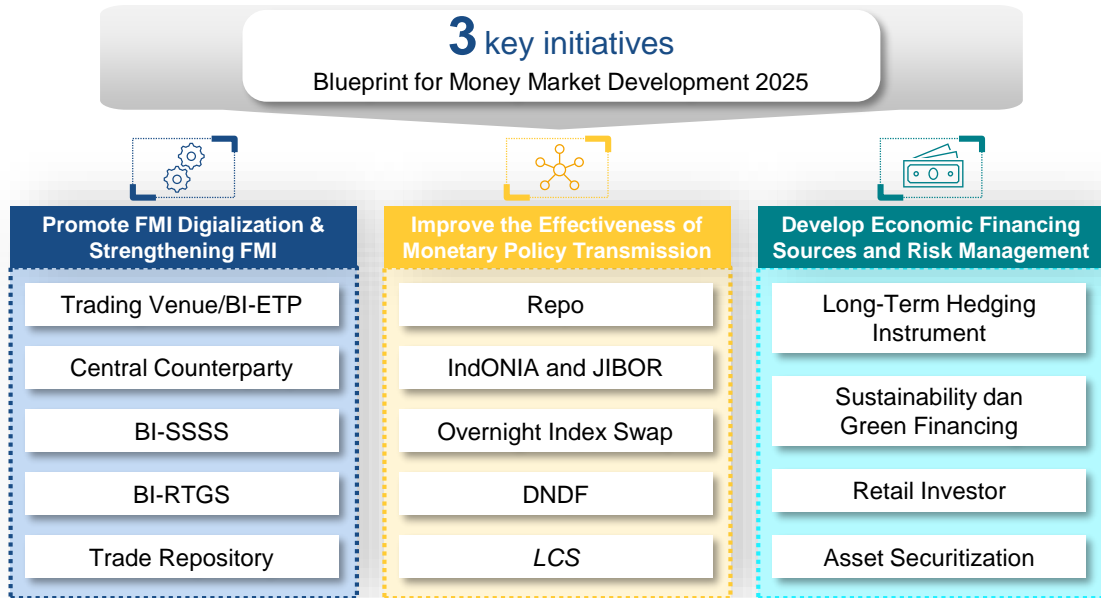 3 key initiatives
Blueprint for Money Market Development 2025
Promote FMI Digialization &
Strengthening FMI
Trading Venue/BI-ETP
Central Counterparty
BI-SSSS
BI-RTGS
Trade Repository
Improve the Effectiveness of
Monetary Policy Transmission
Repo
IndONIA and JIBOR
Overnight Index Swap
DNDF
LCS
Develop Economic Financing
Sources and Risk Management
Long-Term Hedging
Instrument
Sustainability dan
Green Financing
Retail Investor
Asset Securitization